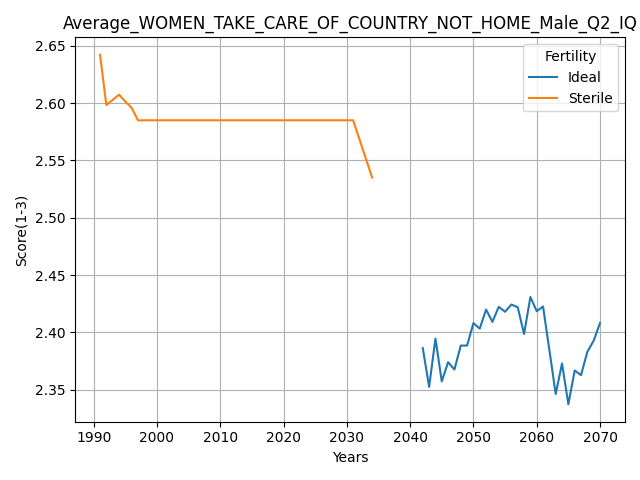 Average_WOMEN_TAKE_CARE_OF_COUNTRY_NOT_HOME_Male_Q2_IQ
Fertility
Ideal
Sterile
Score(1-3)
2.65
2.60
2.55
2.50
2.45
2.40
2.35
1990 2000 2010 2020 2030 2040 2050 2060 2070
Years